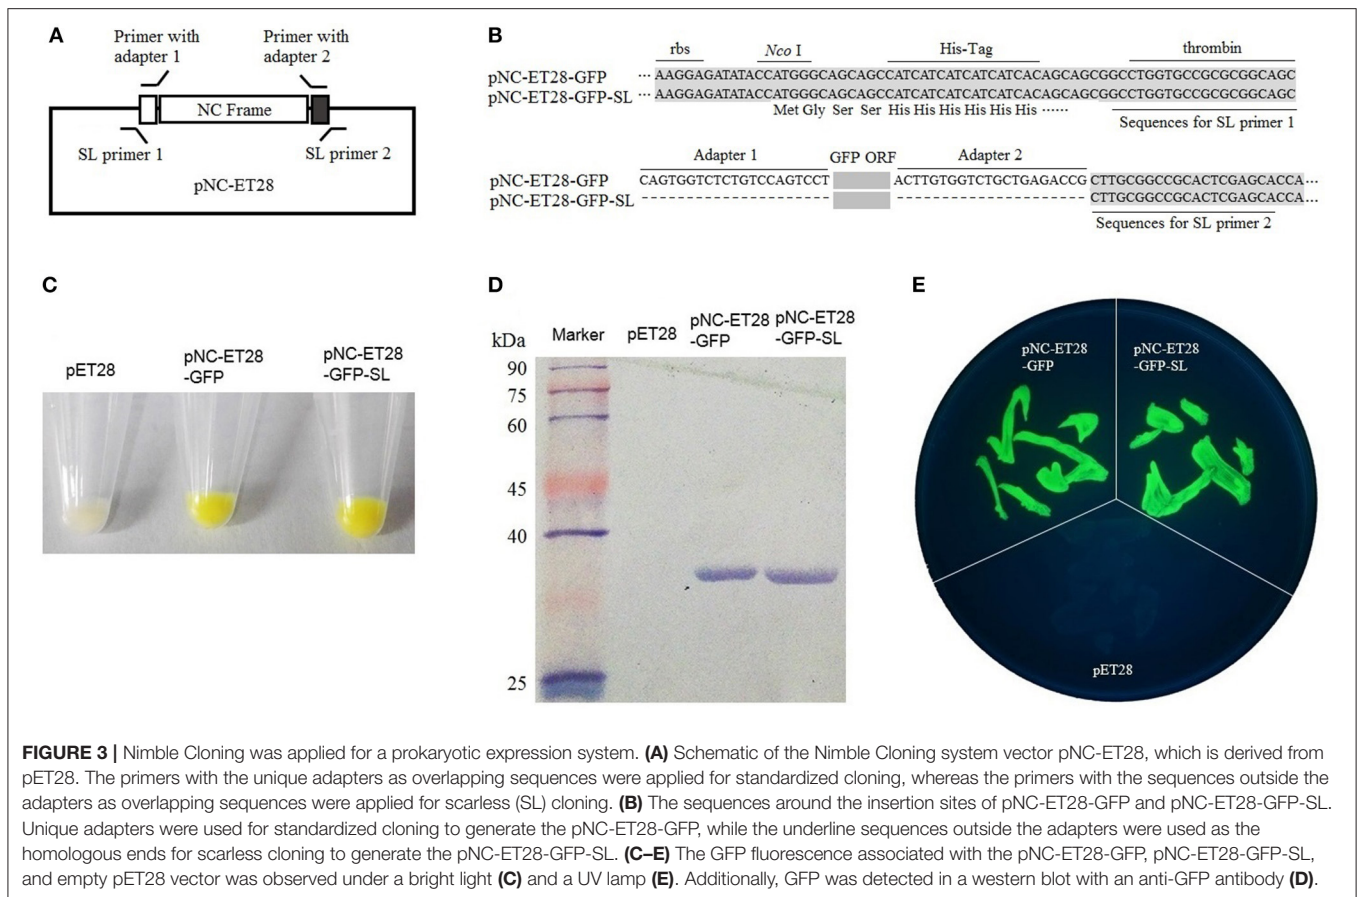 A
Primer with
adapter 1
Primer with
adapter 2
NC Frame
SL primer 1
SL primer 2
pNC-ET28
B
rbs
Nco I
His-Tag
thrombin
pNC-ET28-GFP ··· AAGGAGATATACCATGGGCAGCAGCCATCATCATCATCATCACAGCAGCGGCCTGGTGCCGCGCGGCAGC
pNC-ET28-GFP-SL ··· AAGGAGATATACCATGGGCAGCAGCCATCATCATCATCATCACAGCAGCGGCCTGGTGCCGCGCGGCAGC
Met Gly Ser Ser His His His His His His ······
Sequences for SL primer 1
Adapter 1
GFP ORF
Adapter 2
pNC-ET28-GFP CAGTGGTCTCTGTCCAGTCCT ACTTGTGGTCTGCTGAGACCG CTTGCGGCCGCACTCGAGCACCA...
pNC-ET28-GFP-SL --------------------- --------------------- CTTGCGGCCGCACTCGAGCACCA...
Sequences for SL primer 2
C
pET28
pNC-ET28
-GFP
pNC-ET28
-GFP-SL
D
kDa
Marker
pET28
pNC-ET28
-GFP
pNC-ET28
-GFP-SL
90
75
60
45
40
25
E
pNC-ET28
-GFP
pNC-ET28
-GFP-SL
pET28
FIGURE 3 | Nimble Cloning was applied for a prokaryotic expression system. (A) Schematic of the Nimble Cloning system vector pNC-ET28, which is derived from
pET28. The primers with the unique adapters as overlapping sequences were applied for standardized cloning, whereas the primers with the sequences outside the
adapters as overlapping sequences were applied for scarless (SL) cloning. (B) The sequences around the insertion sites of pNC-ET28-GFP and pNC-ET28-GFP-SL.
Unique adapters were used for standardized cloning to generate the pNC-ET28-GFP, while the underline sequences outside the adapters were used as the
homologous ends for scarless cloning to generate the pNC-ET28-GFP-SL. (C–E) The GFP fluorescence associated with the pNC-ET28-GFP, pNC-ET28-GFP-SL,
and empty pET28 vector was observed under a bright light (C) and a UV lamp (E). Additionally, GFP was detected in a western blot with an anti-GFP antibody (D).